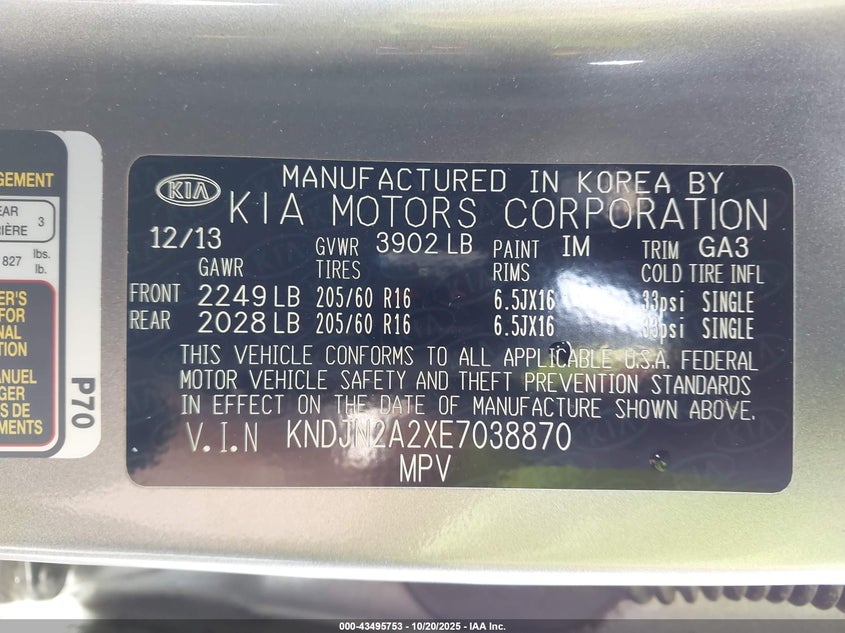 GEMENT
EAR
RIÈRE 3
827 lbs.
lb.
ER'S
FOR
NAL
TION
ANUEL
GER
S DE
EMENTS
P70
KIA
MANUFACTURED IN KOREA BY
KIA MOTORS CORPORATION
12/13 GVWR 3902 LB PAINT IM TRIM GA3
GAWR TIRES RIMS COLD TIRE INFL
FRONT 2249 LB 205/60 R16 6.5JX16 33psi SINGLE
REAR 2028 LB 205/60 R16 6.5JX16 33psi SINGLE
THIS VEHICLE CONFORMS TO ALL APPLICABLE U.S.A. FEDERAL
MOTOR VEHICLE SAFETY AND THEFT PREVENTION STANDARDS
IN EFFECT ON THE DATE OF MANUFACTURE SHOWN ABOVE.
V.I.N KNDJN2A2XE7038870
MPV
000-43495753 - 10/20/2025 - IAA Inc.